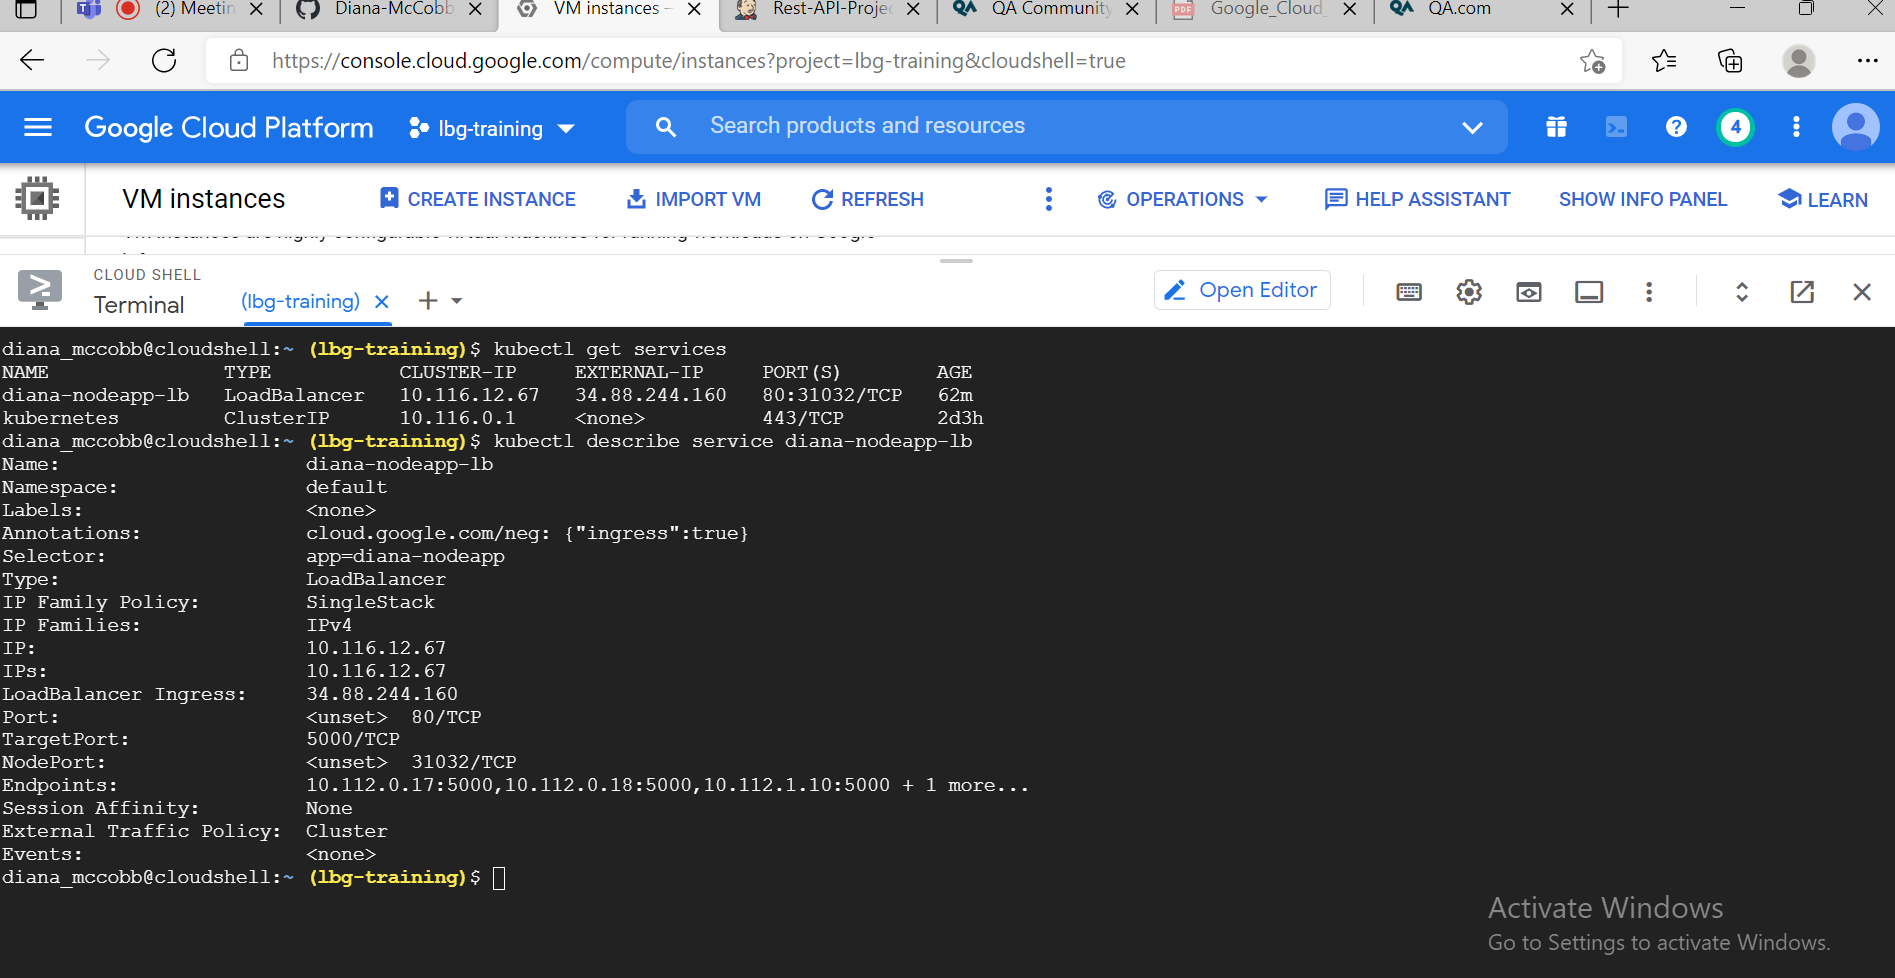 (2) Meetin
Diana-McCobb
VM instances -
Rest-API-Projec
QA Community
PDF
Google_Cloud_
QA.com
https://console.cloud.google.com/compute/instances?project=lbg-training&cloudshell=true
Google Cloud Platform
lbg-training
Search products and resources
4
VM instances
CREATE INSTANCE
IMPORT VM
REFRESH
OPERATIONS
HELP ASSISTANT
SHOW INFO PANEL
LEARN
CLOUD SHELL
Terminal
(lbg-training)
Open Editor
diana_mccobb@cloudshell:~ (lbg-training)$ kubectl get services
NAME TYPE CLUSTER-IP EXTERNAL-IP PORT(S) AGE
diana-nodeapp-lb LoadBalancer 10.116.12.67 34.88.244.160 80:31032/TCP 62m
kubernetes ClusterIP 10.116.0.1 <none> 443/TCP 2d3h
diana_mccobb@cloudshell:~ (lbg-training)$ kubectl describe service diana-nodeapp-lb
Name: diana-nodeapp-lb
Namespace: default
Labels: <none>
Annotations: cloud.google.com/neg: {"ingress":true}
Selector: app=diana-nodeapp
Type: LoadBalancer
IP Family Policy: SingleStack
IP Families: IPv4
IP: 10.116.12.67
IPs: 10.116.12.67
LoadBalancer Ingress: 34.88.244.160
Port: <unset> 80/TCP
TargetPort: 5000/TCP
NodePort: <unset> 31032/TCP
Endpoints: 10.112.0.17:5000,10.112.0.18:5000,10.112.1.10:5000 + 1 more...
Session Affinity: None
External Traffic Policy: Cluster
Events: <none>
diana_mccobb@cloudshell:~ (lbg-training)$
Activate Windows
Go to Settings to activate Windows.